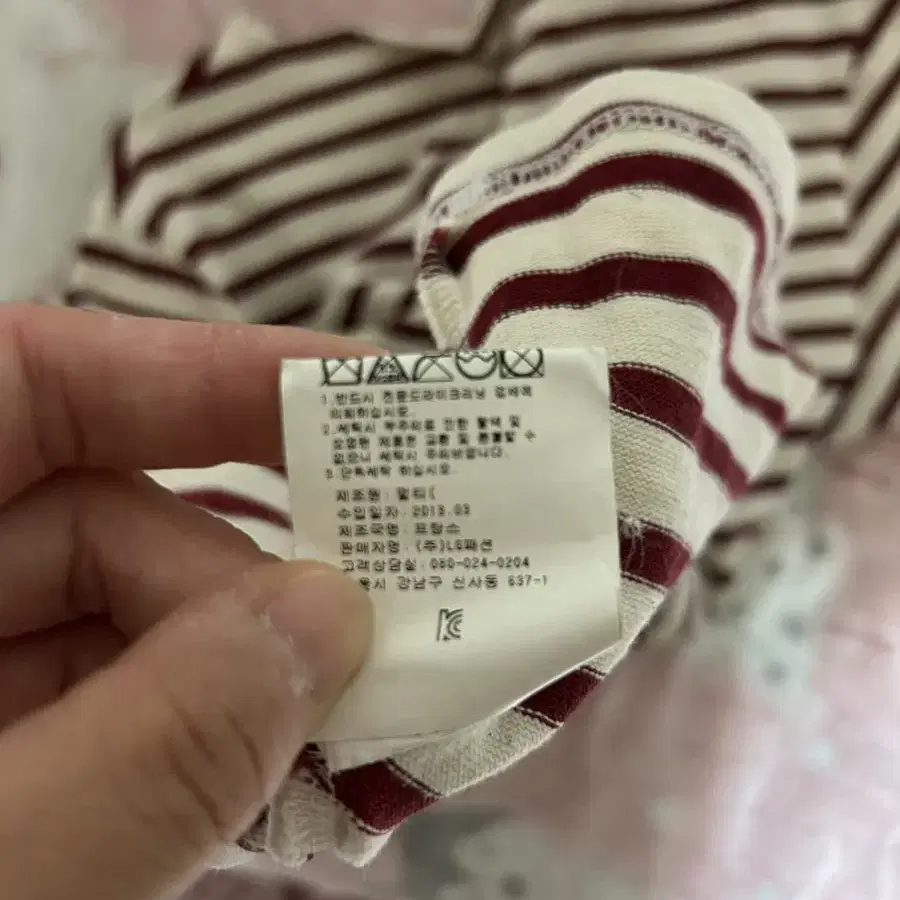 1.반드시 전문드라이크리닝 업체에
의뢰하십시오.
2.세탁시 부주의로 인한 탈색 및
손상된 제품은 교환 및 환불할 수
없으니 세탁시 주의바랍니다.
3.단독세탁 하십시오.
제조원: 멀티(
수입일자: 2013.03
제조국명: 프랑스
판매자명: (주)LG패션
고객상담실: 080-024-0204
울시 강남구 신사동 637-1